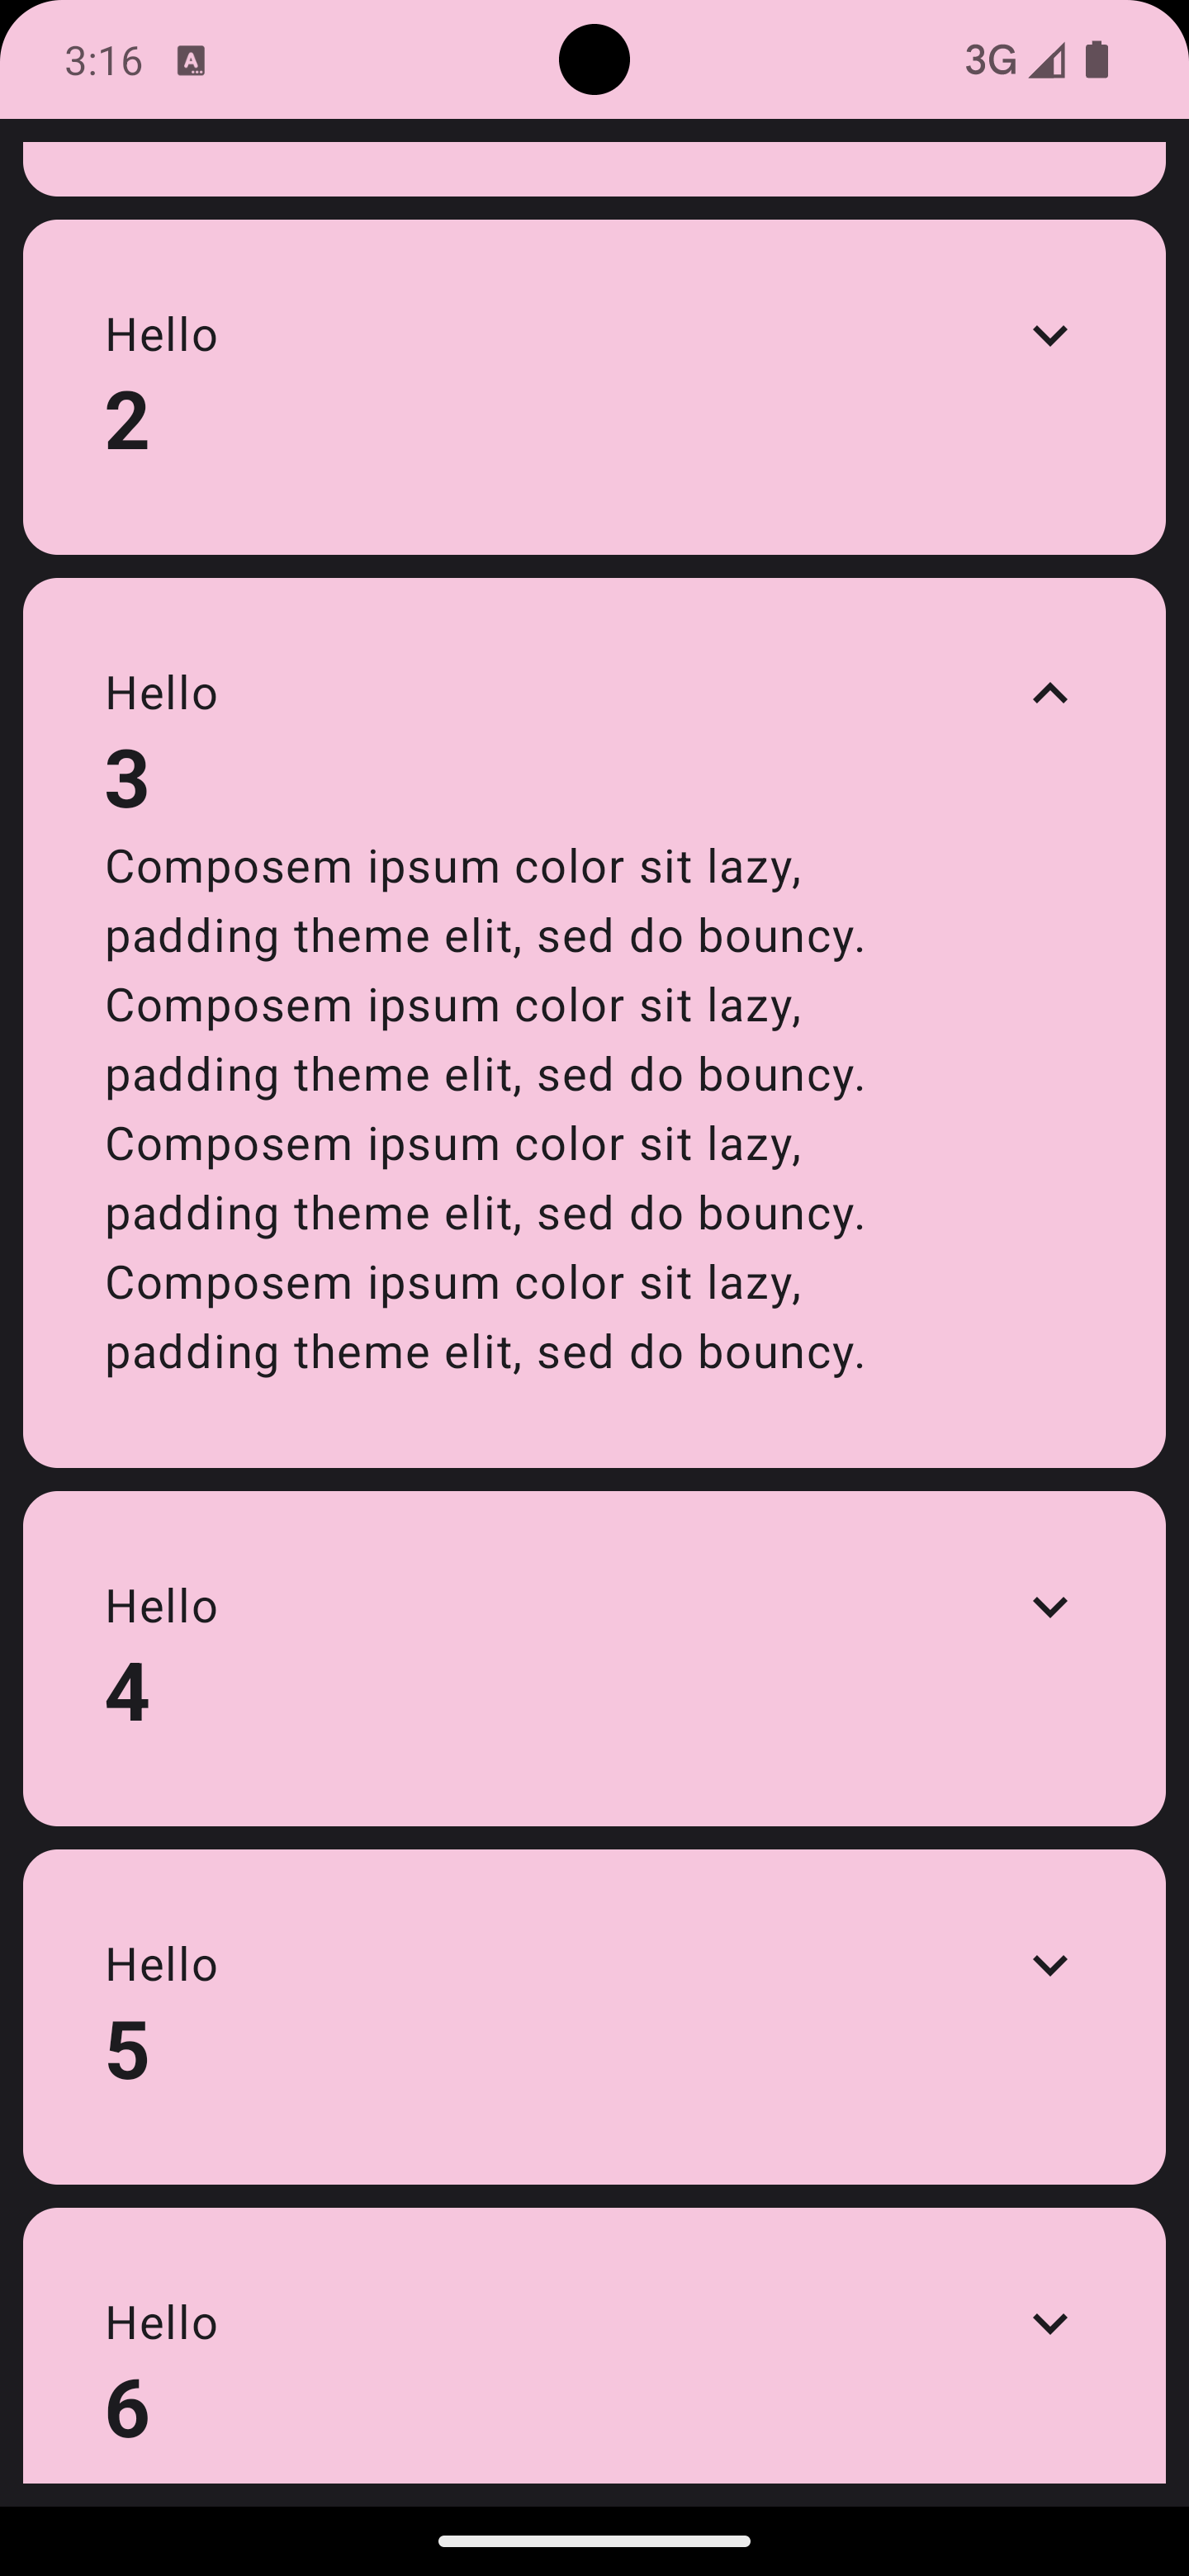 3:16
3G
Hello
2
Hello
3
Composem ipsum color sit lazy,
padding theme elit, sed do bouncy.
Composem ipsum color sit lazy,
padding theme elit, sed do bouncy.
Composem ipsum color sit lazy,
padding theme elit, sed do bouncy.
Composem ipsum color sit lazy,
padding theme elit, sed do bouncy.
Hello
4
Hello
5
Hello
6